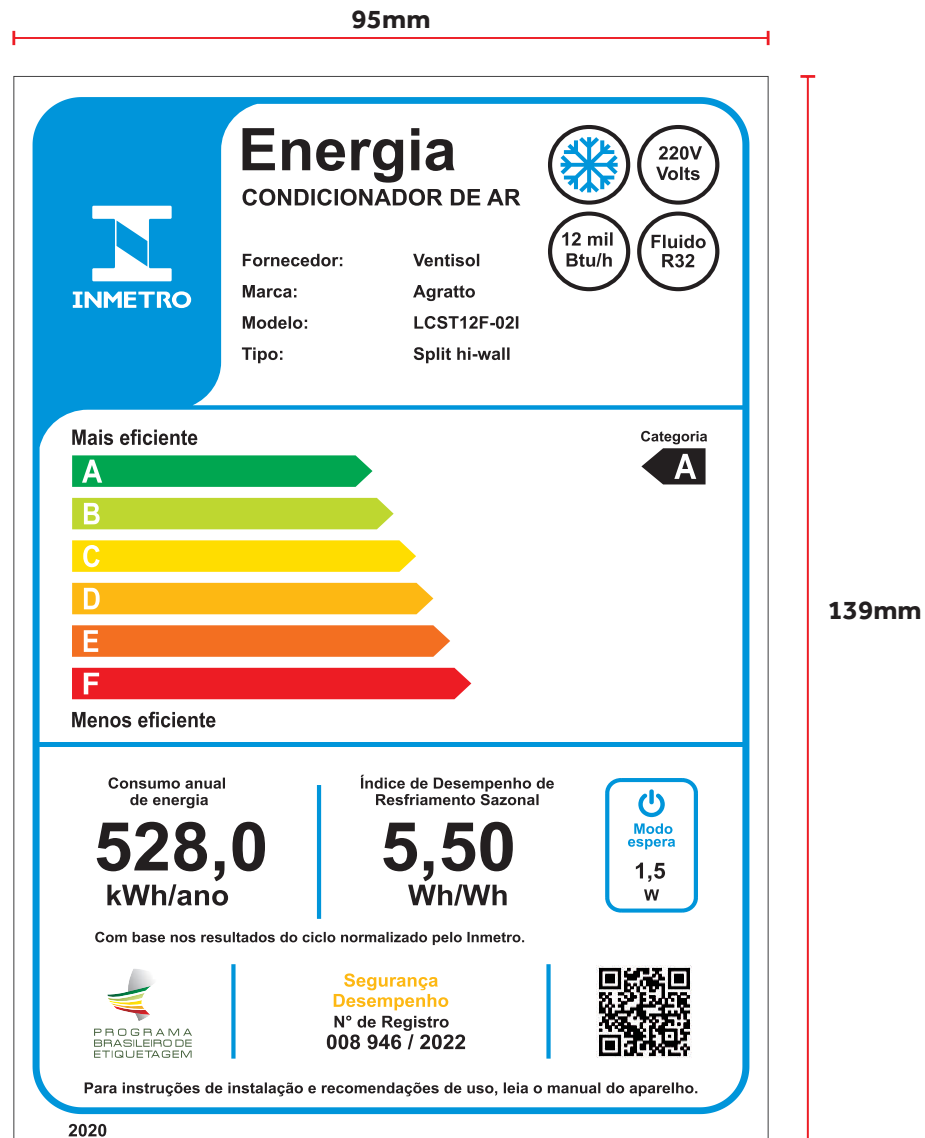 95mm
139mm
INMETRO
Energia
CONDICIONADOR DE AR
220V
Volts
12 mil
Btu/h
Fluido
R32
Fornecedor: Ventisol
Marca: Agratto
Modelo: LCST12F-02I
Tipo: Split hi-wall
Mais eficiente
Categoria
A
A
B
C
D
E
F
Menos eficiente
Consumo anual
de energia
528,0
kWh/ano
Índice de Desempenho de
Resfriamento Sazonal
5,50
Wh/Wh
Modo
espera
1,5
W
Com base nos resultados do ciclo normalizado pelo Inmetro.
PROGRAMA
BRASILEIRO DE
ETIQUETAGEM
Segurança
Desempenho
N° de Registro
008 946 / 2022
Para instruções de instalação e recomendações de uso, leia o manual do aparelho.
2020